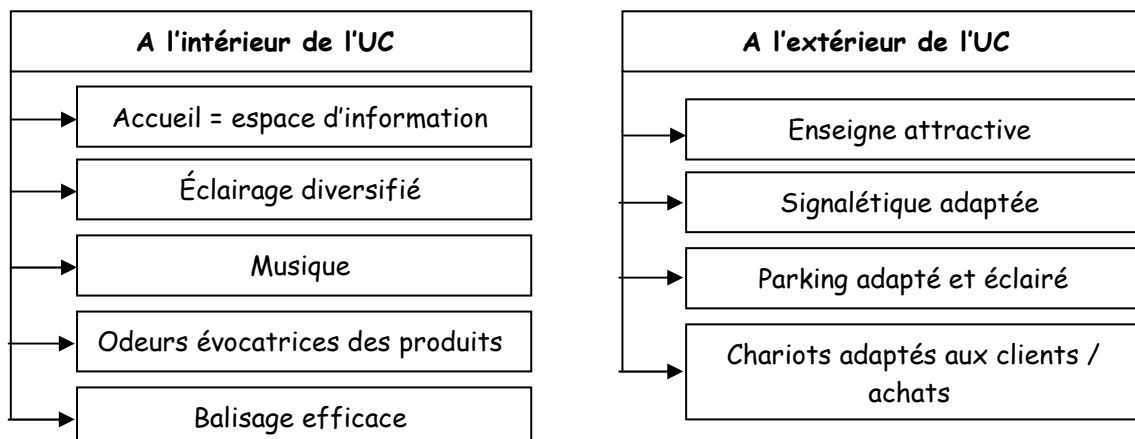 A l'intérieur de l'UC
Accueil = espace d'information
Éclairage diversifié
Musique
Odeurs évocatrices des produits
Balisage efficace
A l'extérieur de l'UC
Enseigne attractive
Signalétique adaptée
Parking adapté et éclairé
Chariots adaptés aux clients /
achats